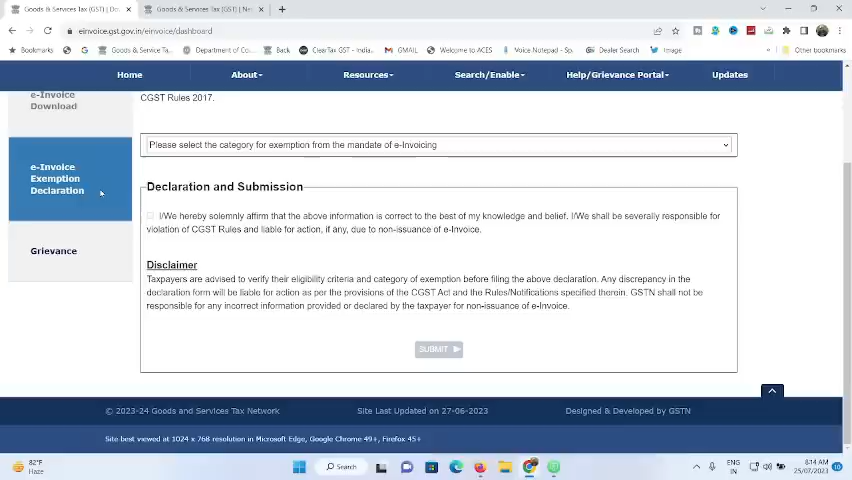 Goods & Services Tax (GST) | Da
Goods & Services Tax (GST) | Ne
einvoice.gst.gov.in/einvoice/dashboard
Bookmarks
G
Goods & Service Ta...
Department of Co...
Back
ClearTax GST - India...
GMAIL
Welcome to ACES
Voice Notepad - Sp...
Dealer Search
Image
Other bookmarks
Home
About
Resources
Search/Enable
Help/Grievance Portal
Updates
e-Invoice
Download
CGST Rules 2017.
Please select the category for exemption from the mandate of e-Invoicing
e-Invoice
Exemption
Declaration
Declaration and Submission
I/We hereby solemnly affirm that the above information is correct to the best of my knowledge and belief. I/We shall be severally responsible for
violation of CGST Rules and liable for action, if any, due to non-issuance of e-Invoice.
Grievance
Disclaimer
Taxpayers are advised to verify their eligibility criteria and category of exemption before filing the above declaration. Any discrepancy in the
declaration form will be liable for action as per the provisions of the CGST Act and the Rules/Notifications specified therein. GSTN shall not be
responsible for any incorrect information provided or declared by the taxpayer for non-issuance of e-Invoice.
SUBMIT
© 2023-24 Goods and Services Tax Network
Site Last Updated on 27-06-2023
Designed & Developed by GSTN
Site best viewed at 1024 x 768 resolution in Microsoft Edge, Google Chrome 49+, Firefox 45+
82°F
Haze
Search
ENG
IN
8:14 AM
25/07/2023
10